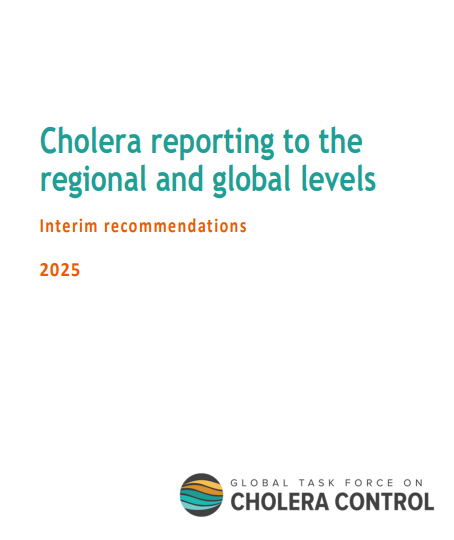 Cholera reporting to the
regional and global levels
Interim recommendations
2025
GLOBAL TASK FORCE ON
CHOLERA CONTROL